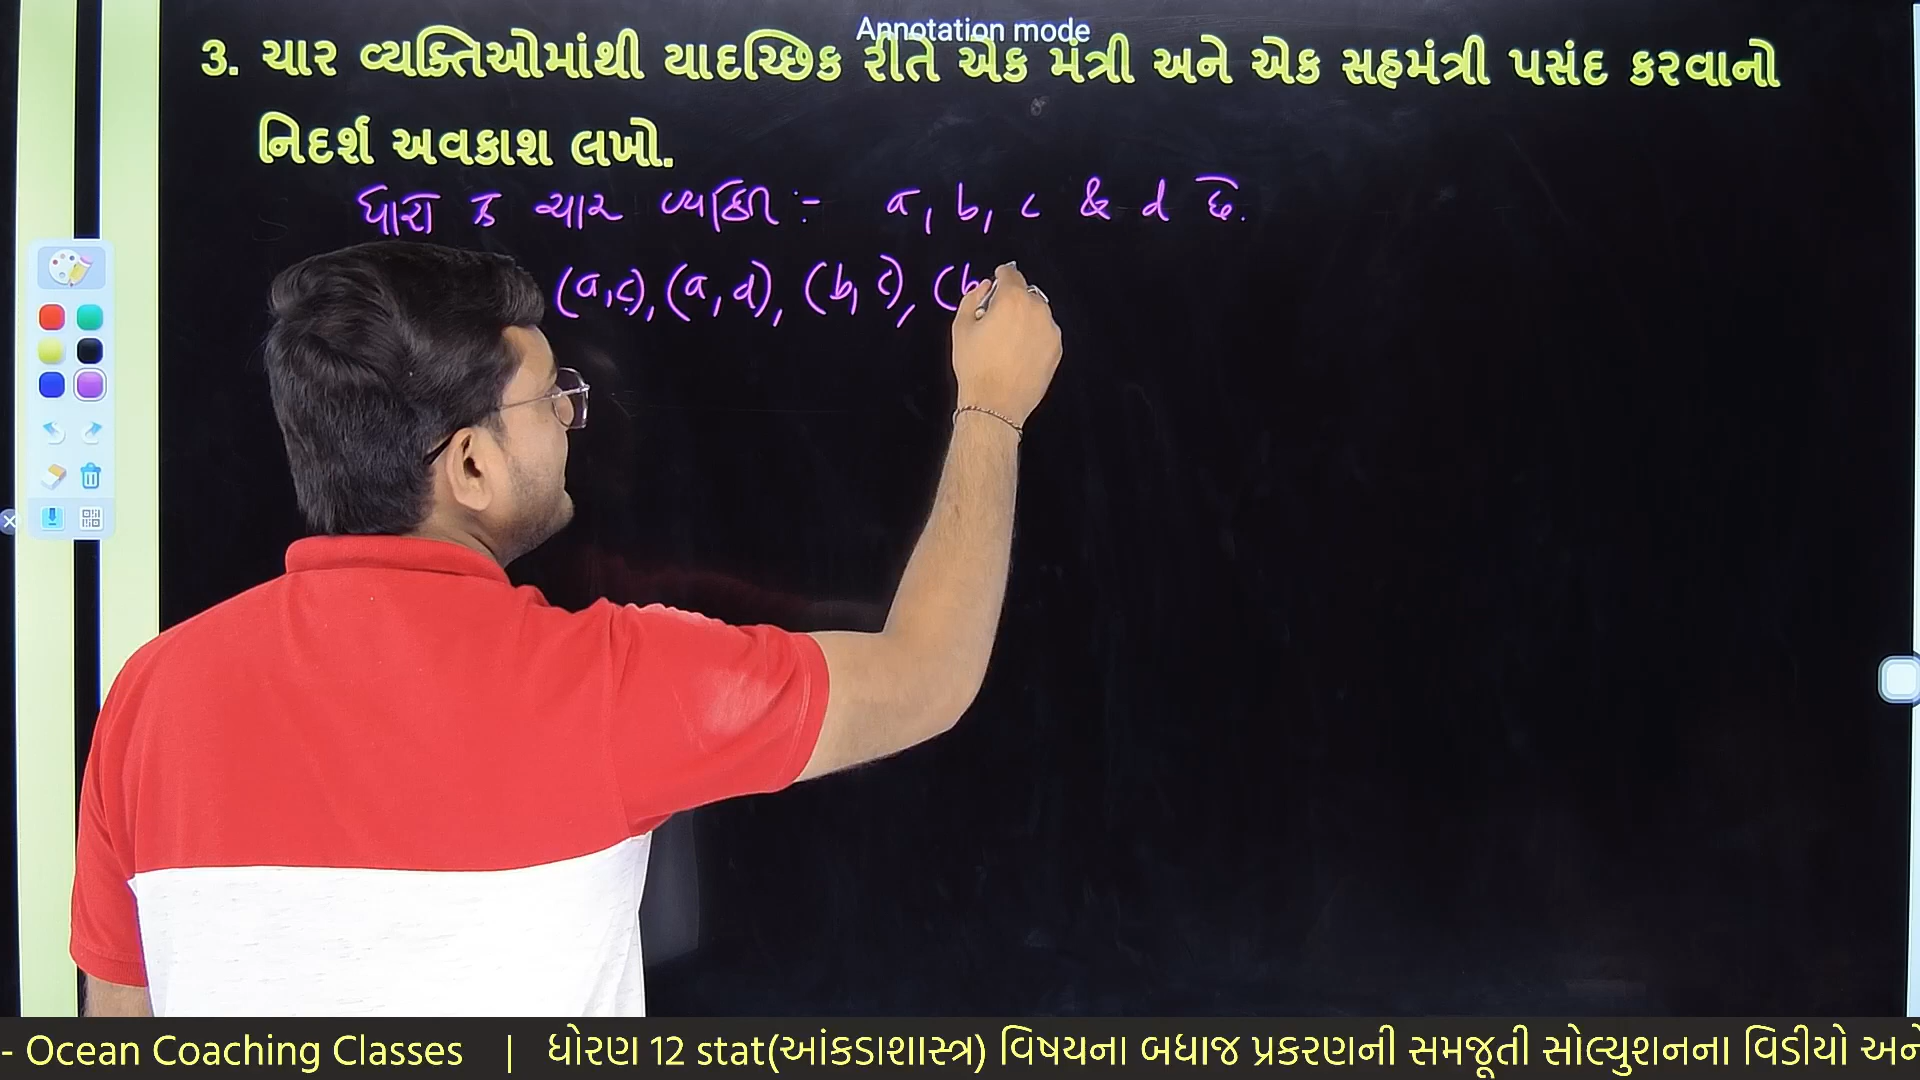 Annotation mode
3. ચાર વ્યક્તિઓમાંથી યાદચ્છિક રીતે એક મંત્રી અને એક સહમંત્રી પસંદ કરવાનો
નિદર્શ અવકાશ લખો.
ધારો કે ચાર વ્યક્તિ :- a, b, c & d છે.
(a,c), (a,d), (b,c), (b
- Ocean Coaching Classes | ધોરણ 12 stat(આંકડાશાસ્ત્ર) વિષયના બધાજ પ્રકરણની સમજૂતી સોલ્યુશનના વિડીયો અને